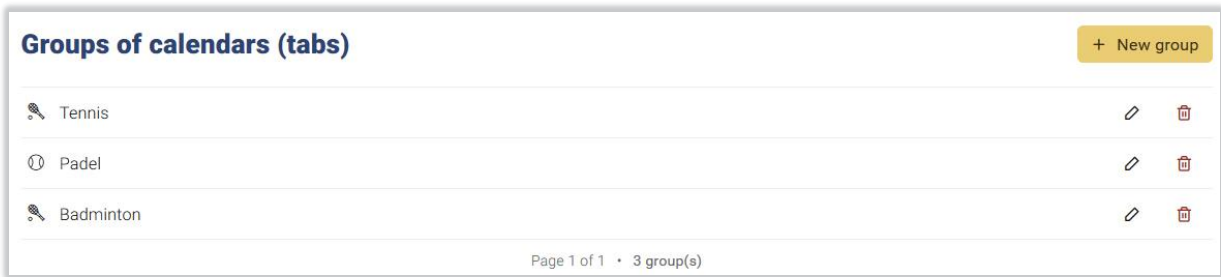 Groups of calendars (tabs)
+ New group
Tennis
Padel
Badminton
Page 1 of 1 • 3 group(s)